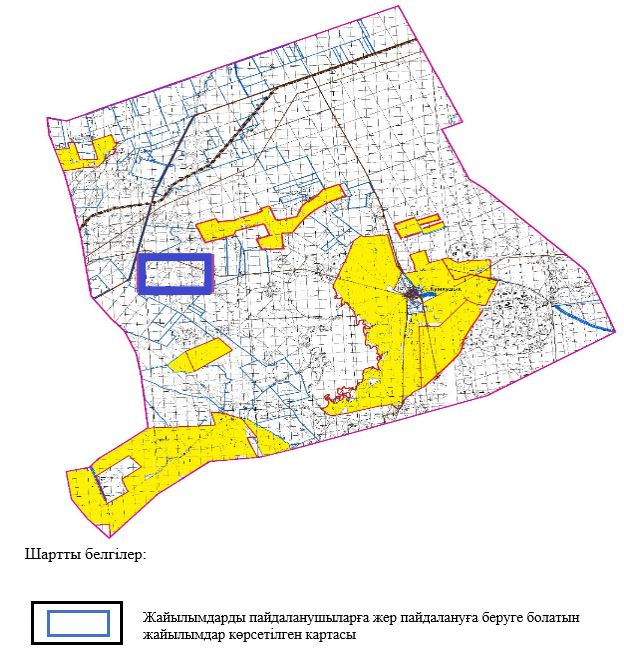 Шартты белгілер:
Жайылымдарды пайдаланушыларға жер пайдалануға беруге болатын
жайылымдар көрсетілген картасы